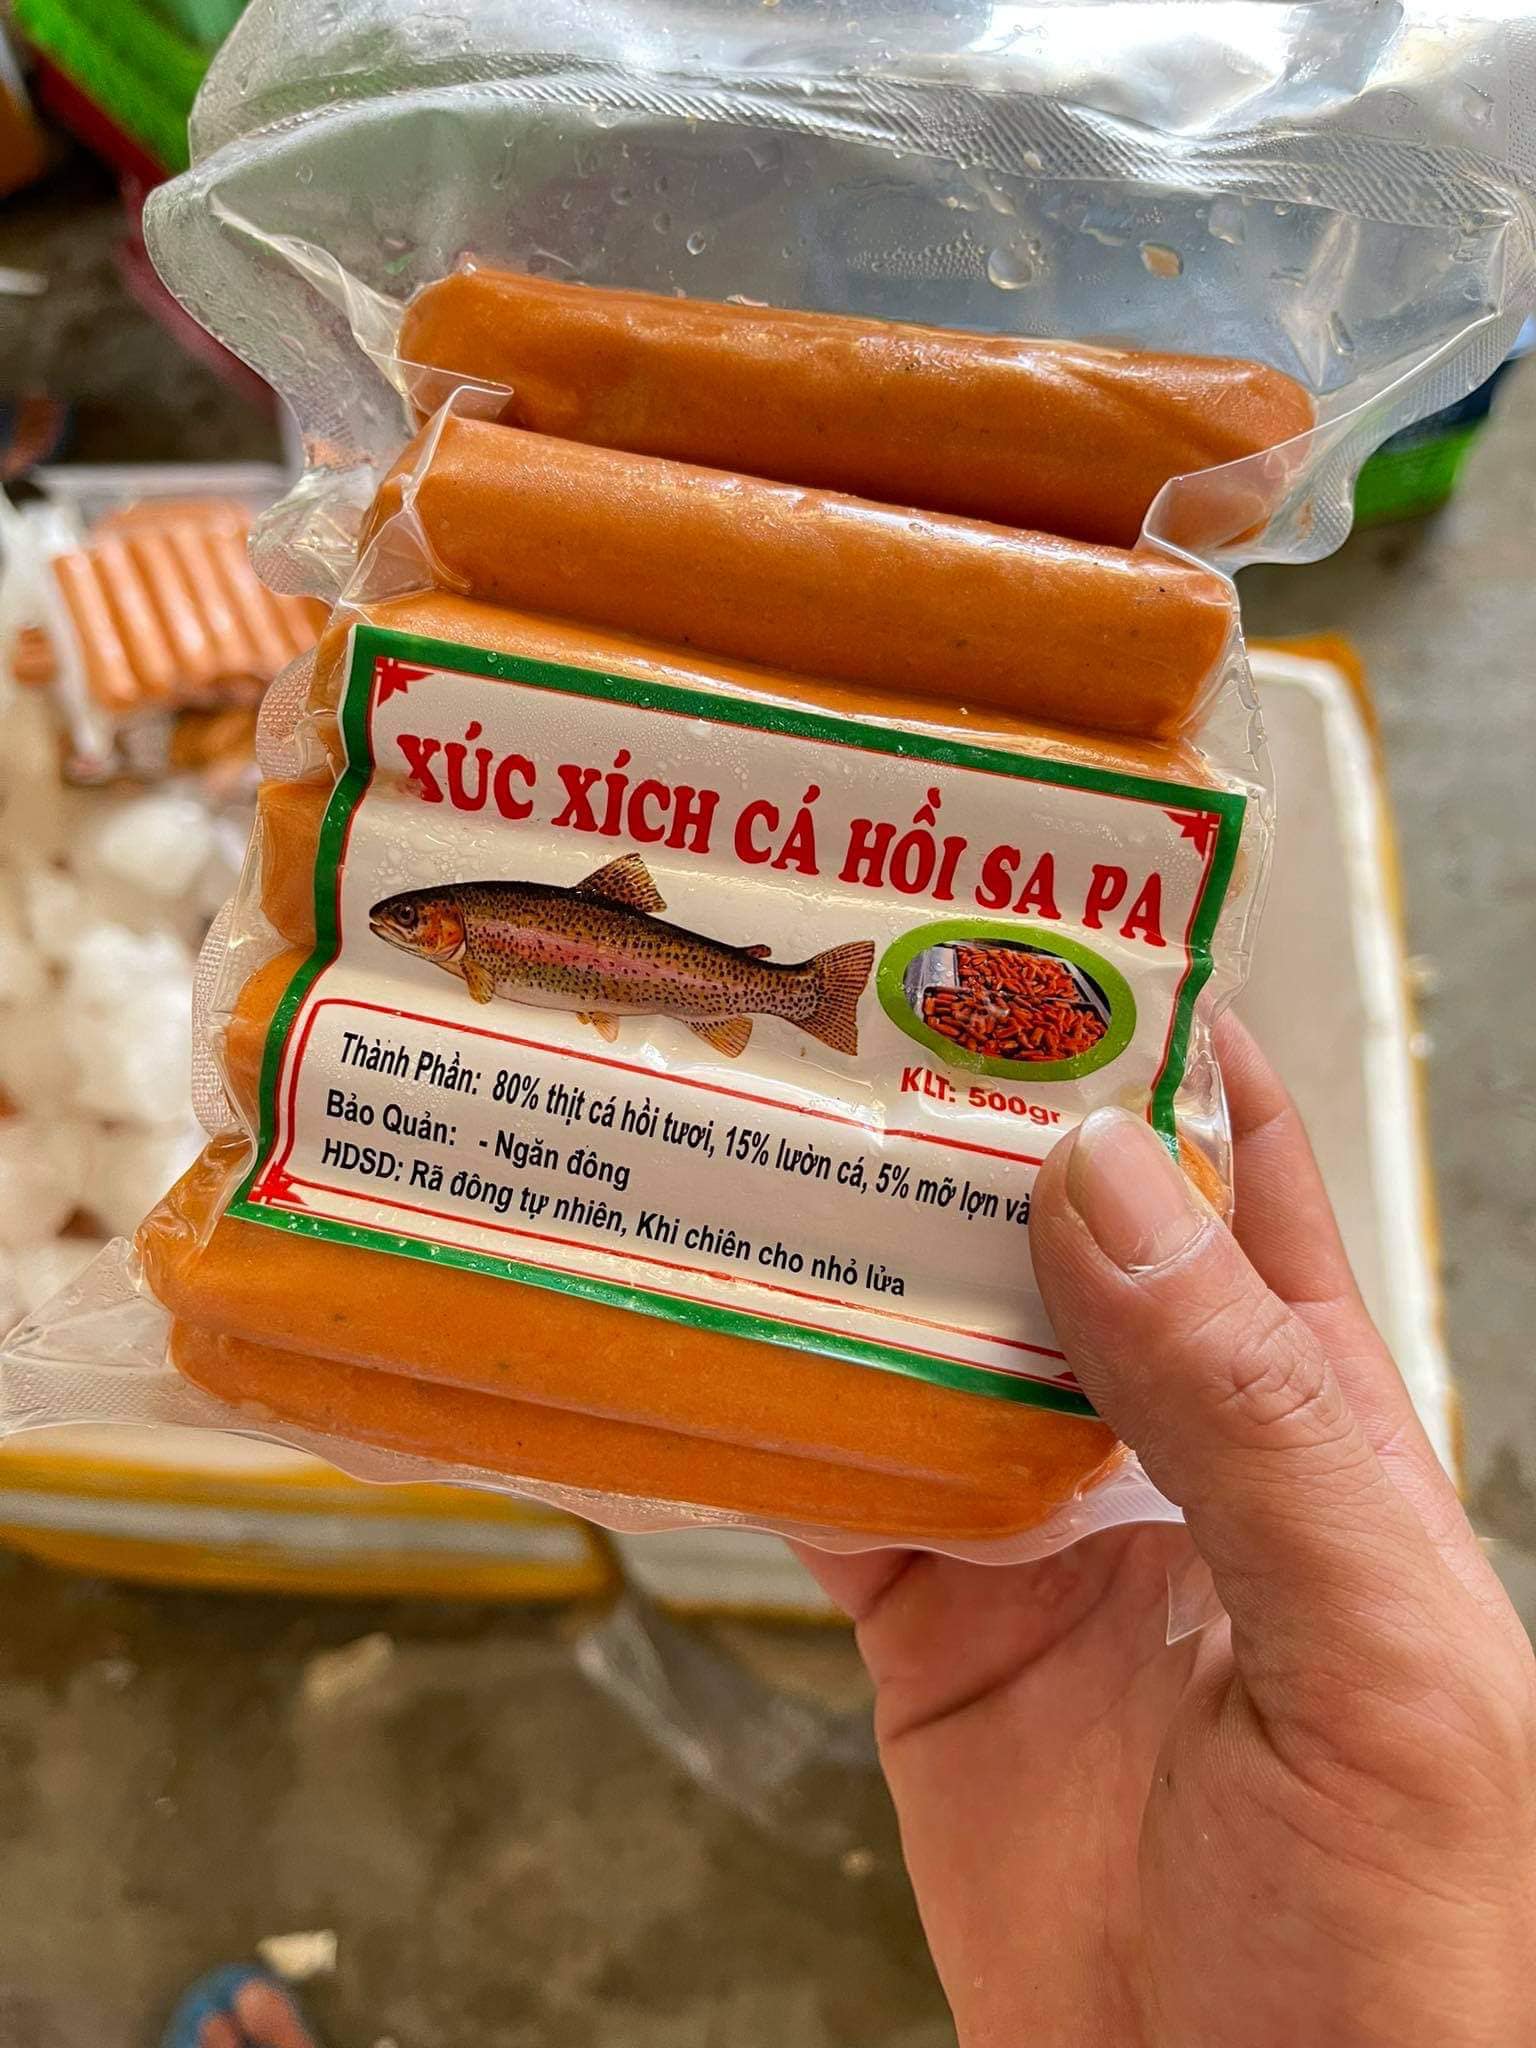 XÚC XÍCH CÁ HỒI SA PA
KLT: 500gr
Thành Phần: 80% thịt cá hồi tươi, 15% lườn cá, 5% mỡ lợn và
Bảo Quản: - Ngăn đông
HDSD: Rã đông tự nhiên, Khi chiên cho nhỏ lửa